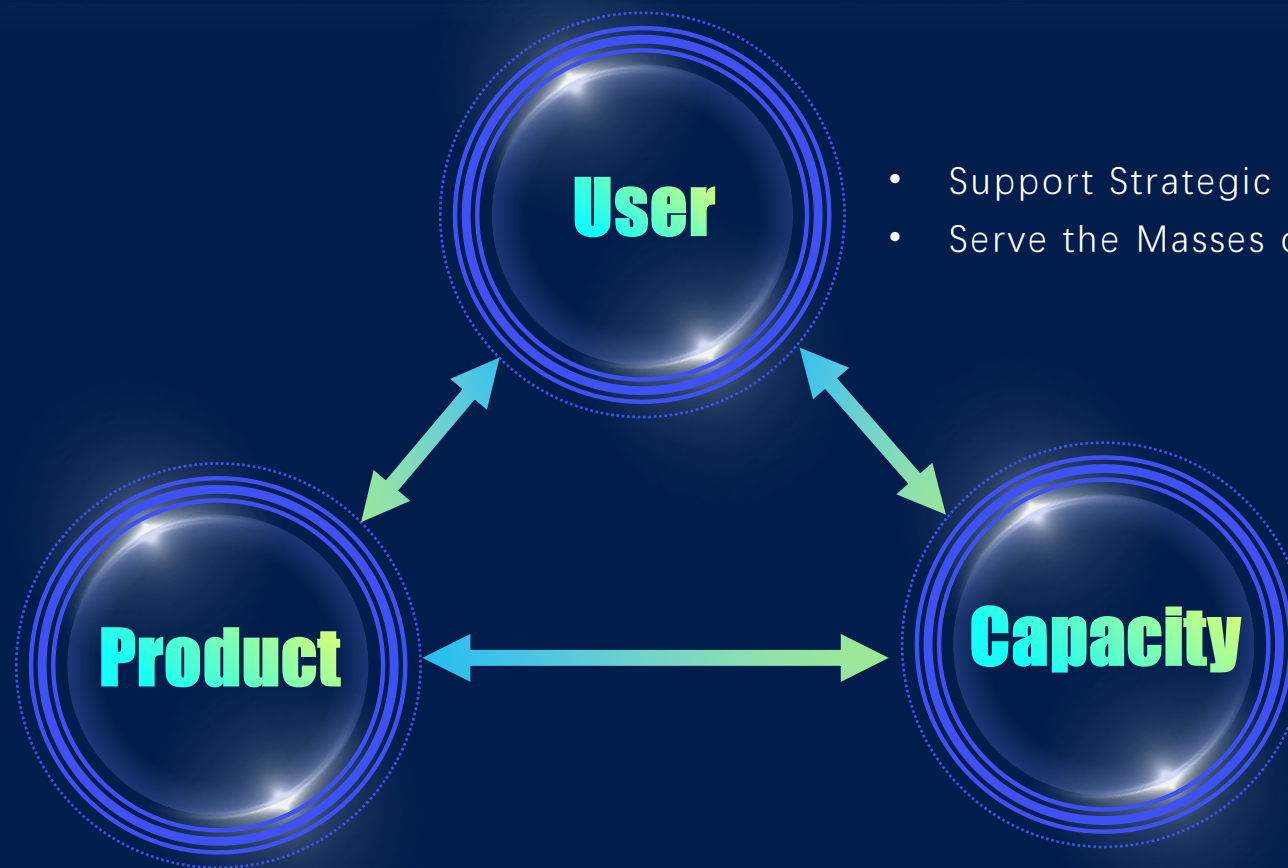 User
• Support Strategic
• Serve the Masses
Product
Capacity